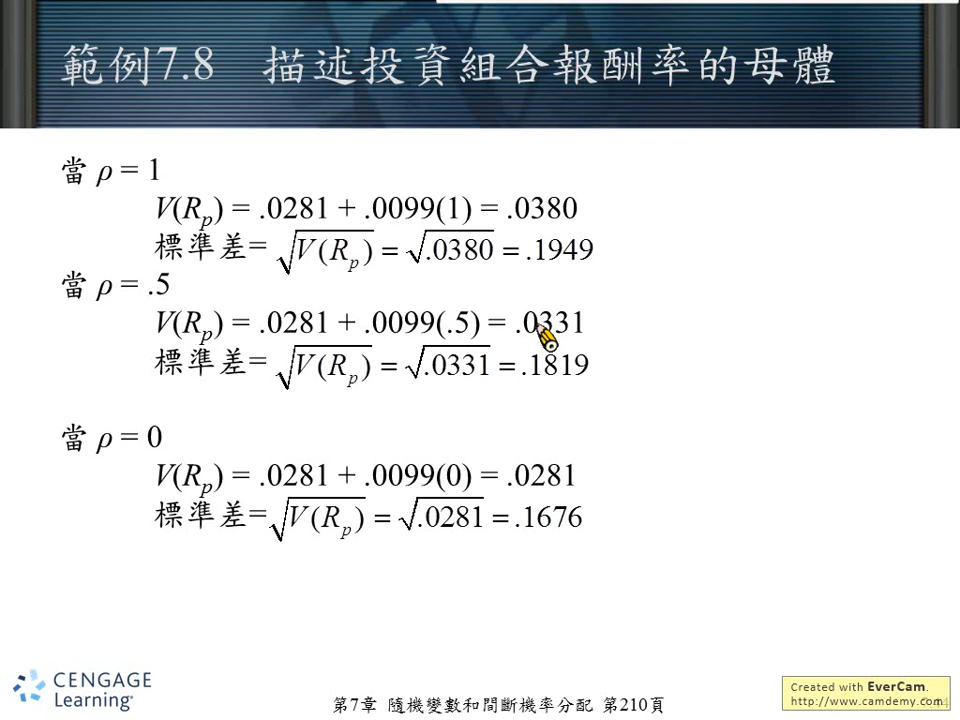 範例7.8 描述投資組合報酬率的母體
當 ρ = 1
V(Rp) = .0281 + .0099(1) = .0380
標準差= √V(Rp) = √.0380 = .1949
當 ρ = .5
V(Rp) = .0281 + .0099(.5) = .0331
標準差= √V(Rp) = √.0331 = .1819
當 ρ = 0
V(Rp) = .0281 + .0099(0) = .0281
標準差= √V(Rp) = √.0281 = .1676
CENGAGE
Learning
第7章 隨機變數和間斷機率分配 第210頁
Created with EverCam.
http://www.camdemy.com